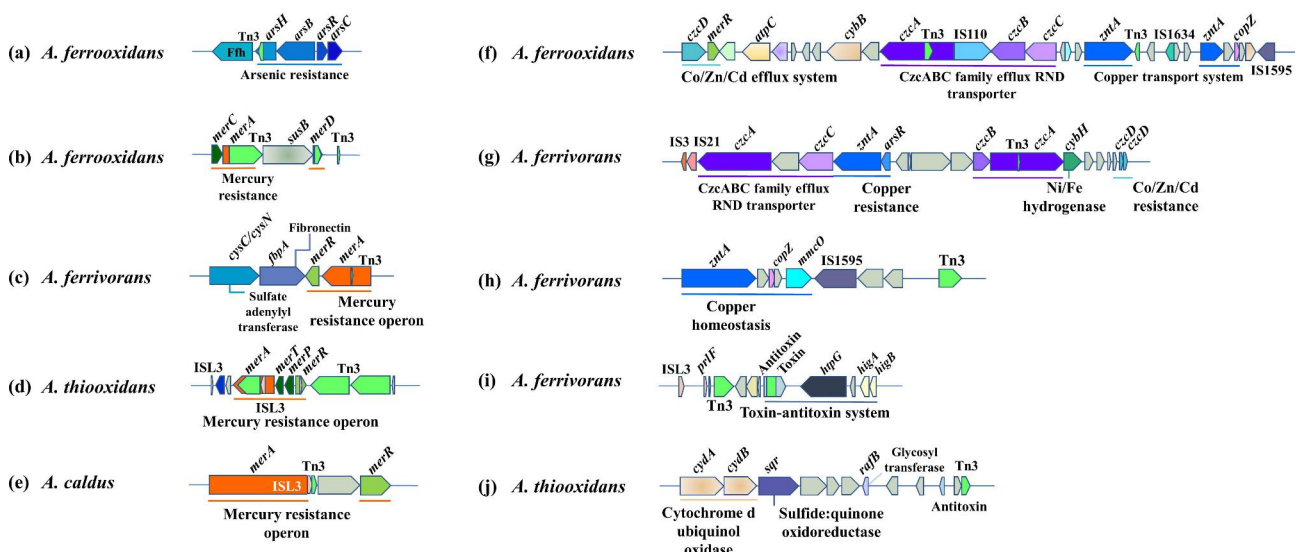 (a) A. ferrooxidans
Tn3 arsH arsB arsR arsC
Ffh
Arsenic resistance
(b) A. ferrooxidans
merC merA Tn3 susB merD Tn3
Mercury
resistance
(c) A. ferrivorans
cysC/cysN fbpA Fibronectin merR merA Tn3
Sulfate
adenylyl
transferase
Mercury
resistance operon
(d) A. thiooxidans
ISL3 merA merT merP merR Tn3
ISL3
Mercury resistance operon
(e) A. caldus
merA Tn3 merR
ISL3
Mercury resistance
operon
(f) A. ferrooxidans
czcD merR atpC cybB czcA Tn3 IS110 czcB czcC zntA Tn3 IS1634 zntA copZ
IS1595
Co/Zn/Cd efflux system
CzcABC family efflux RND
transporter
Copper transport system
(g) A. ferrivorans
IS3 IS21 czcA czcC zntA arsR czcB Tn3 czcA cybH czcD czcD
CzcABC family efflux
RND transporter
Copper
resistance
Ni/Fe
hydrogenase
Co/Zn/Cd
resistance
(h) A. ferrivorans
zntA copZ mmcO IS1595 Tn3
Copper
homeostasis
(i) A. ferrivorans
ISL3 prlF Antitoxin Toxin htpG higA higB
Tn3
Toxin-antitoxin system
(j) A. thiooxidans
cydA cydB sqr rafB Glycosyl
transferase
Tn3
Antitoxin
Cytochrome d
ubiquinol
oxidase
Sulfide:quinone
oxidoreductase